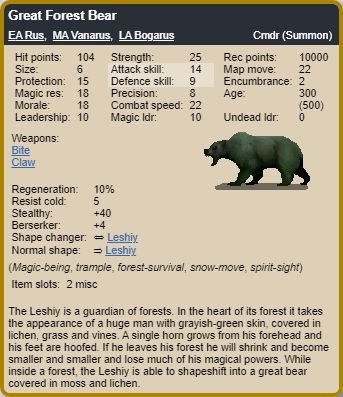 Great Forest Bear
EA Rus, MA Vanarus, LA Bogarus Cmdr (Summon)
Hit points: 104 Strength: 25 Rec points: 10000
Size: 6 Attack skill: 14 Map move: 22
Protection: 15 Defence skill: 9 Encumbrance: 2
Magic res: 18 Precision: 8 Age: 300
Morale: 18 Combat speed: 22 (500)
Leadership: 10 Magic ldr: 10 Undead ldr: 0
Weapons:
Bite
Claw
Regeneration: 10%
Resist cold: 5
Stealthy: +40
Berserker: +4
Shape changer: ⇔ Leshiy
Normal shape: ⇒ Leshiy
(Magic-being, trample, forest-survival, snow-move, spirit-sight)
Item slots: 2 misc
The Leshiy is a guardian of forests. In the heart of its forest it takes
the appearance of a huge man with grayish-green skin, covered in
lichen, grass and vines. A single horn grows from his forehead and
his feet are hoofed. If he leaves his forest he will shrink and become
smaller and smaller and lose much of his magical powers. While
inside a forest, the Leshiy is able to shapeshift into a great bear
covered in moss and lichen.